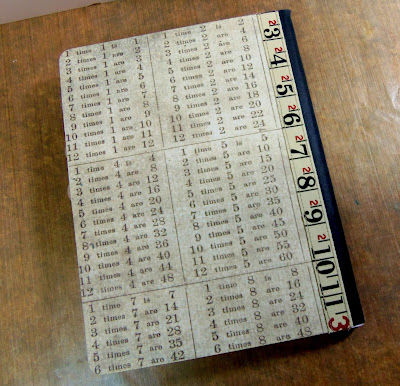 1 time 1 is 1
2 times 1 are 2
3 times 1 are 3
4 times 1 are 4
5 times 1 are 5
6 times 1 are 6
7 times 1 are 7
8 times 1 are 8
9 times 1 are 9
10 times 1 are 10
11 times 1 are 11
12 times 1 are 12
1 time 2 is 2
2 times 2 are 4
3 times 2 are 6
4 times 2 are 8
5 times 2 are 10
6 times 2 are 12
7 times 2 are 14
8 times 2 are 16
9 times 2 are 18
10 times 2 are 20
11 times 2 are 22
12 times 2 are 24
1 time 4 is 4
2 times 4 are 8
3 times 4 are 12
4 times 4 are 16
5 times 4 are 20
6 times 4 are 24
7 times 4 are 28
8 times 4 are 32
9 times 4 are 36
10 times 4 are 40
11 times 4 are 44
12 times 4 are 48
1 time 5 is 5
2 times 5 are 10
3 times 5 are 15
4 times 5 are 20
5 times 5 are 25
6 times 5 are 30
7 times 5 are 35
8 times 5 are 40
9 times 5 are 45
10 times 5 are 50
11 times 5 are 55
12 times 5 are 60
1 time 7 is 7
2 times 7 are 14
3 times 7 are 21
4 times 7 are 28
5 times 7 are 35
6 times 7 are 42
1 time 8 is 8
2 times 8 are 16
3 times 8 are 24
4 times 8 are 32
5 times 8 are 40
6 times 8 are 48
2 3
2 4
2 5
2 6
2 7
2 8
2 9
2 10
11
3